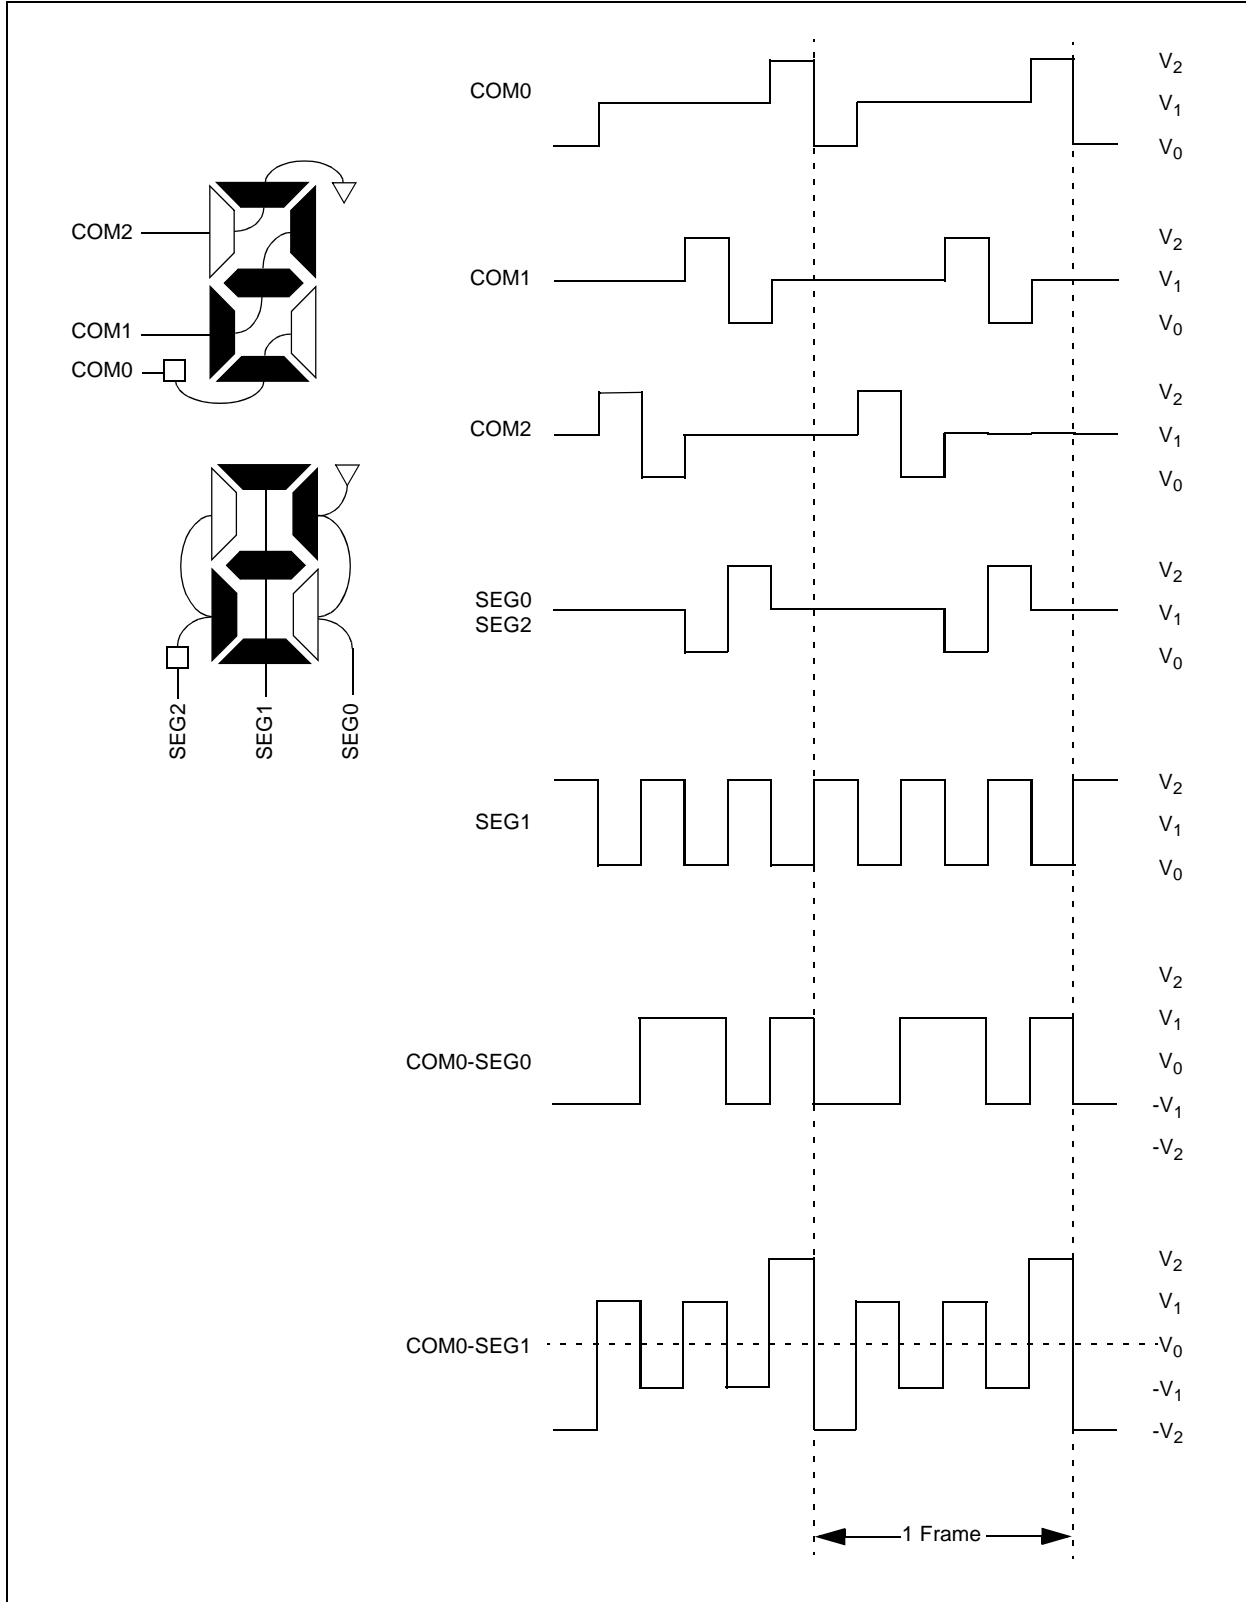 COM0
V2
V1
V0
COM2
COM1
COM0
COM1
V2
V1
V0
COM2
V2
V1
V0
SEG0
SEG2
V2
V1
V0
SEG2
SEG1
SEG0
SEG1
V2
V1
V0
COM0-SEG0
V2
V1
V0
-V1
-V2
COM0-SEG1
V2
V1
V0
-V1
-V2
1 Frame